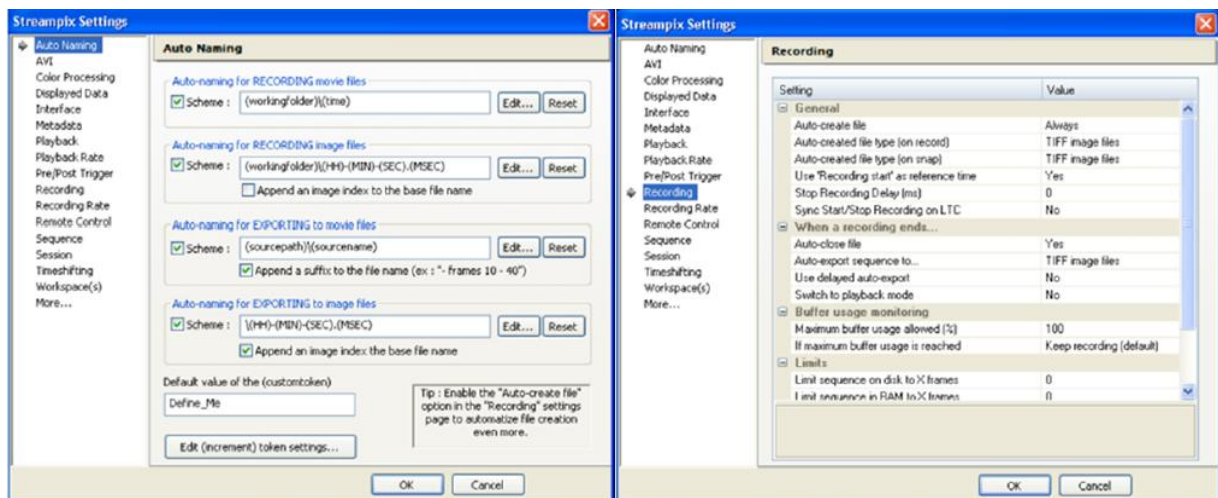 Streampix Settings
Auto Naming
AVI
Color Processing
Displayed Data
Interface
Metadata
Playback
Playback Rate
Pre/Post Trigger
Recording
Recording Rate
Remote Control
Sequence
Session
Timeshifting
Workspace(s)
More...
Auto Naming
Auto-naming for RECORDING movie files
Scheme : (workingfolder)\(time) Edit... Reset
Auto-naming for RECORDING image files
Scheme : (workingfolder)\(HH)-(MIN)-(SEC).(MSEC) Edit... Reset
Append an image index to the base file name
Auto-naming for EXPORTING to movie files
Scheme : (sourcepath)\(sourcename) Edit... Reset
Append a suffix to the file name (ex : "- frames 10 - 40")
Auto-naming for EXPORTING to image files
Scheme : \(HH)-(MIN)-(SEC).(MSEC) Edit... Reset
Append an image index the base file name
Default value of the (customtoken)
Define_Me
Edit (increment) token settings...
Tip : Enable the "Auto-create file"
option in the "Recording" settings
page to automatize file creation
even more.
OK Cancel
Streampix Settings
Auto Naming
AVI
Color Processing
Displayed Data
Interface
Metadata
Playback
Playback Rate
Pre/Post Trigger
Recording
Recording Rate
Remote Control
Sequence
Session
Timeshifting
Workspace(s)
More...
Recording
Setting Value
General
Auto-create file Always
Auto-created file type (on record) TIFF image files
Auto-created file type (on snap) TIFF image files
Use 'Recording start' as reference time Yes
Stop Recording Delay (ms) 0
Sync Start/Stop Recording on LTC No
When a recording ends...
Auto-close file Yes
Auto-export sequence to... TIFF image files
Use delayed auto-export No
Switch to playback mode No
Buffer usage monitoring
Maximum buffer usage allowed (%) 100
If maximum buffer usage is reached Keep recording (default)
Limits
Limit sequence on disk to X frames 0
Limit sequence in RAM to X frames 0
OK Cancel